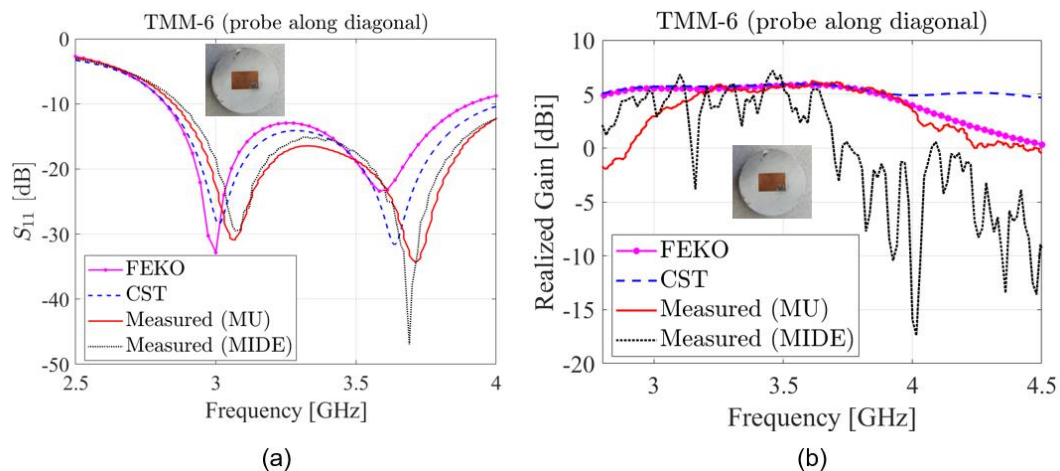 TMM-6 (probe along diagonal)
0
-10
-20
-30
-40
-50
S11 [dB]
FEKO
CST
Measured (MU)
Measured (MIDE)
2.5 3 3.5 4
Frequency [GHz]
(a)
TMM-6 (probe along diagonal)
10
5
0
-5
-10
-15
-20
Realized Gain [dBi]
FEKO
CST
Measured (MU)
Measured (MIDE)
3 3.5 4 4.5
Frequency [GHz]
(b)